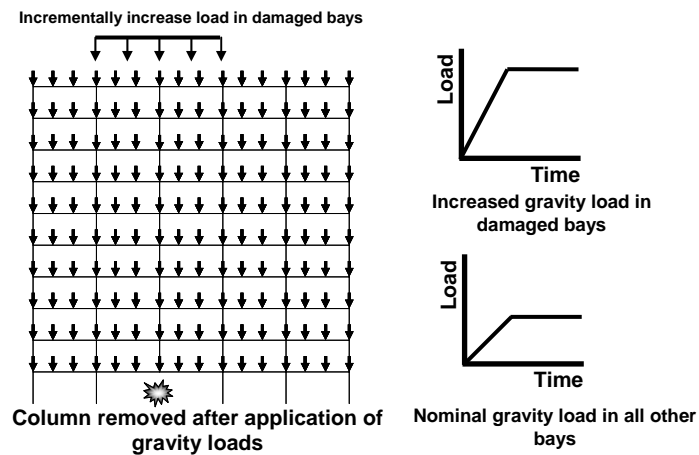 Incrementally increase load in damaged bays
Column removed after application of
gravity loads
Load
Time
Increased gravity load in
damaged bays
Load
Time
Nominal gravity load in all other
bays